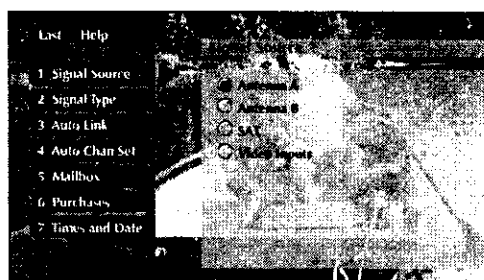 Last Help
1 Signal Source
2 Signal Type
3 Auto Link
4 Auto Chan Set
5 Mailbox
6 Purchases
7 Times and Date
Antenna A
Antenna B
SAT
Video Inputs